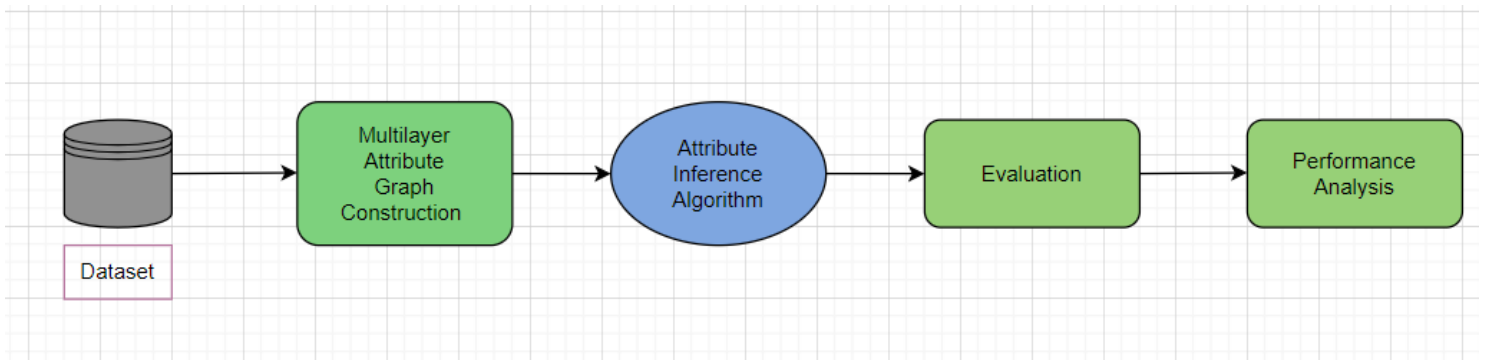 Dataset
Multilayer
Attribute
Graph
Construction
Attribute
Inference
Algorithm
Evaluation
Performance
Analysis